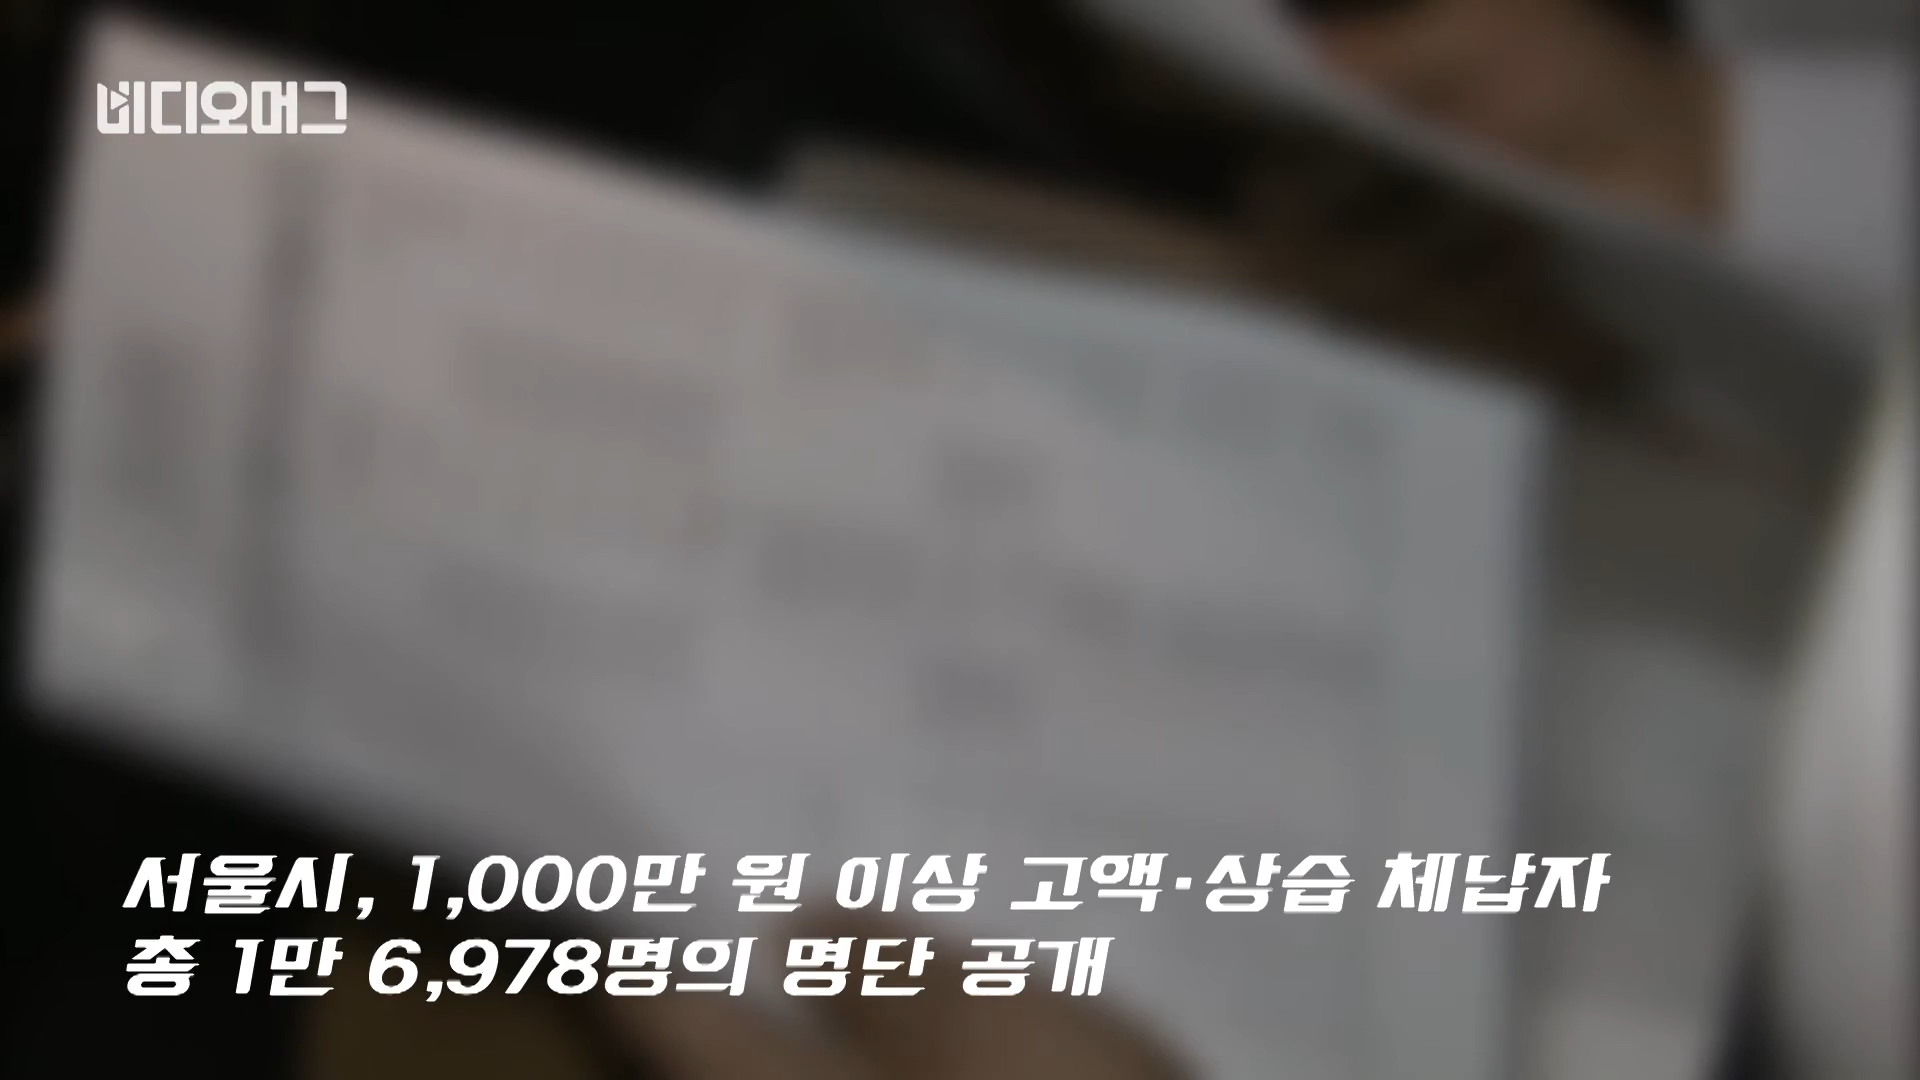 비디오머그
서울시, 1,000만 원 이상 고액·상습 체납자
총 1만 6,978명의 명단 공개